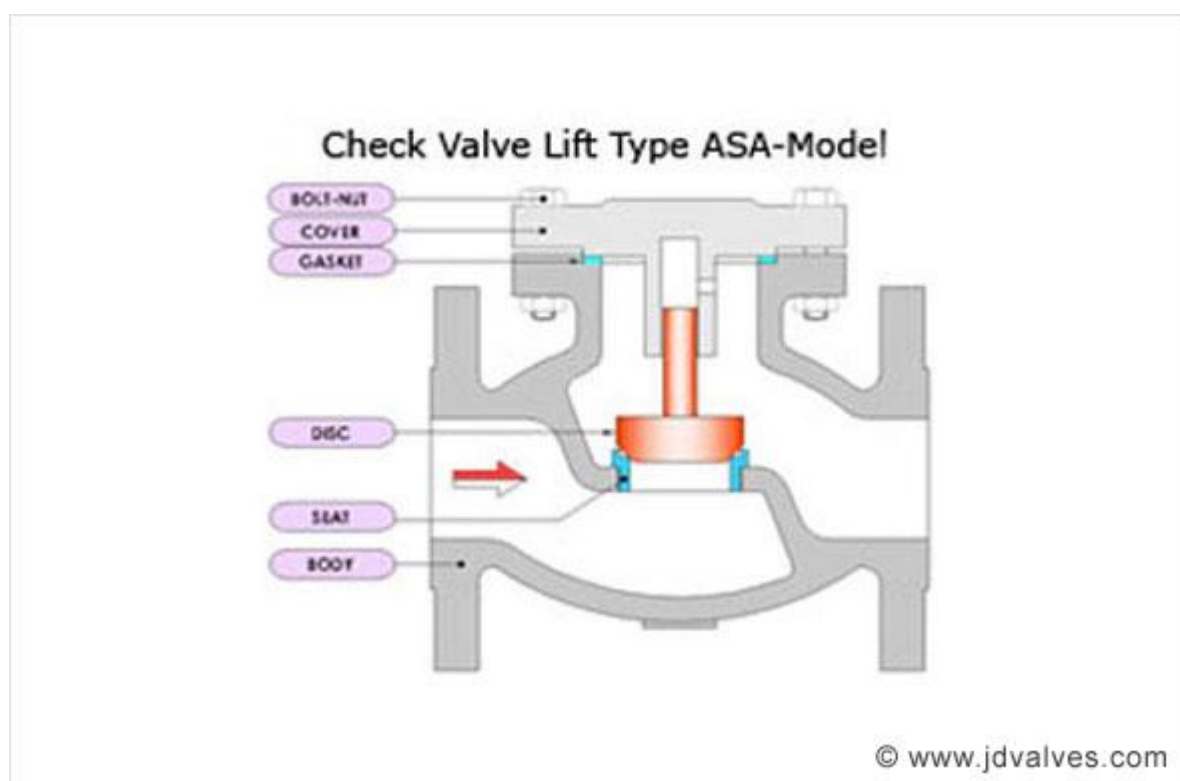 Check Valve Lift Type ASA-Model
BOLT-NUT
COVER
GASKET
DISC
SEAT
BODY
© www.jdvalves.com